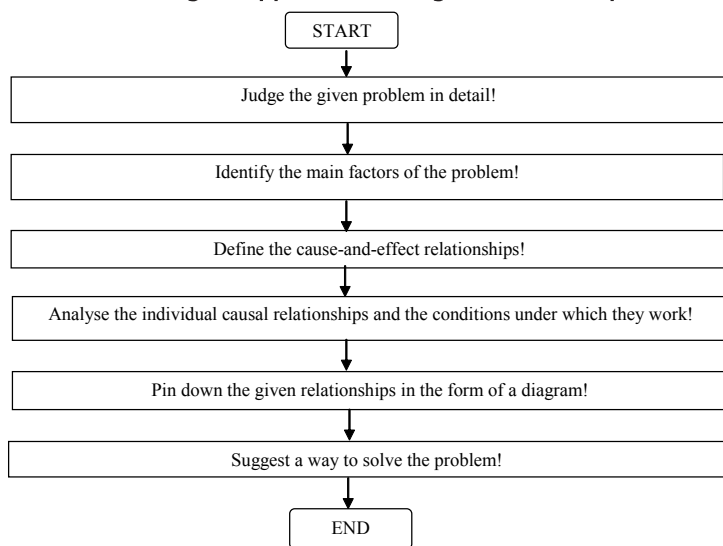 START
Judge the given problem in detail!
Identify the main factors of the problem!
Define the cause-and-effect relationships!
Analyse the individual causal relationships and the conditions under which they work!
Pin down the given relationships in the form of a diagram!
Suggest a way to solve the problem!
END